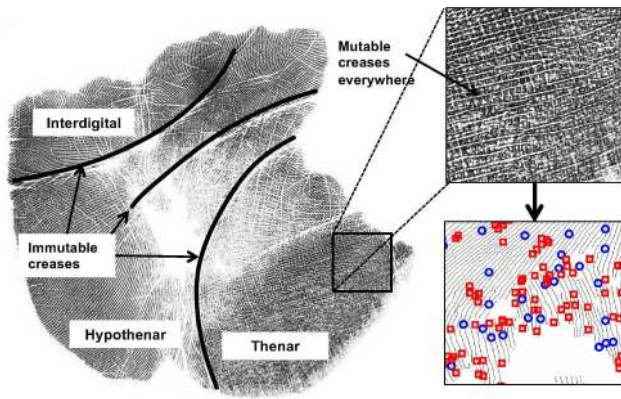 Mutable
creases
everywhere
Interdigital
Immutable
creases
Hypothenar
Thenar